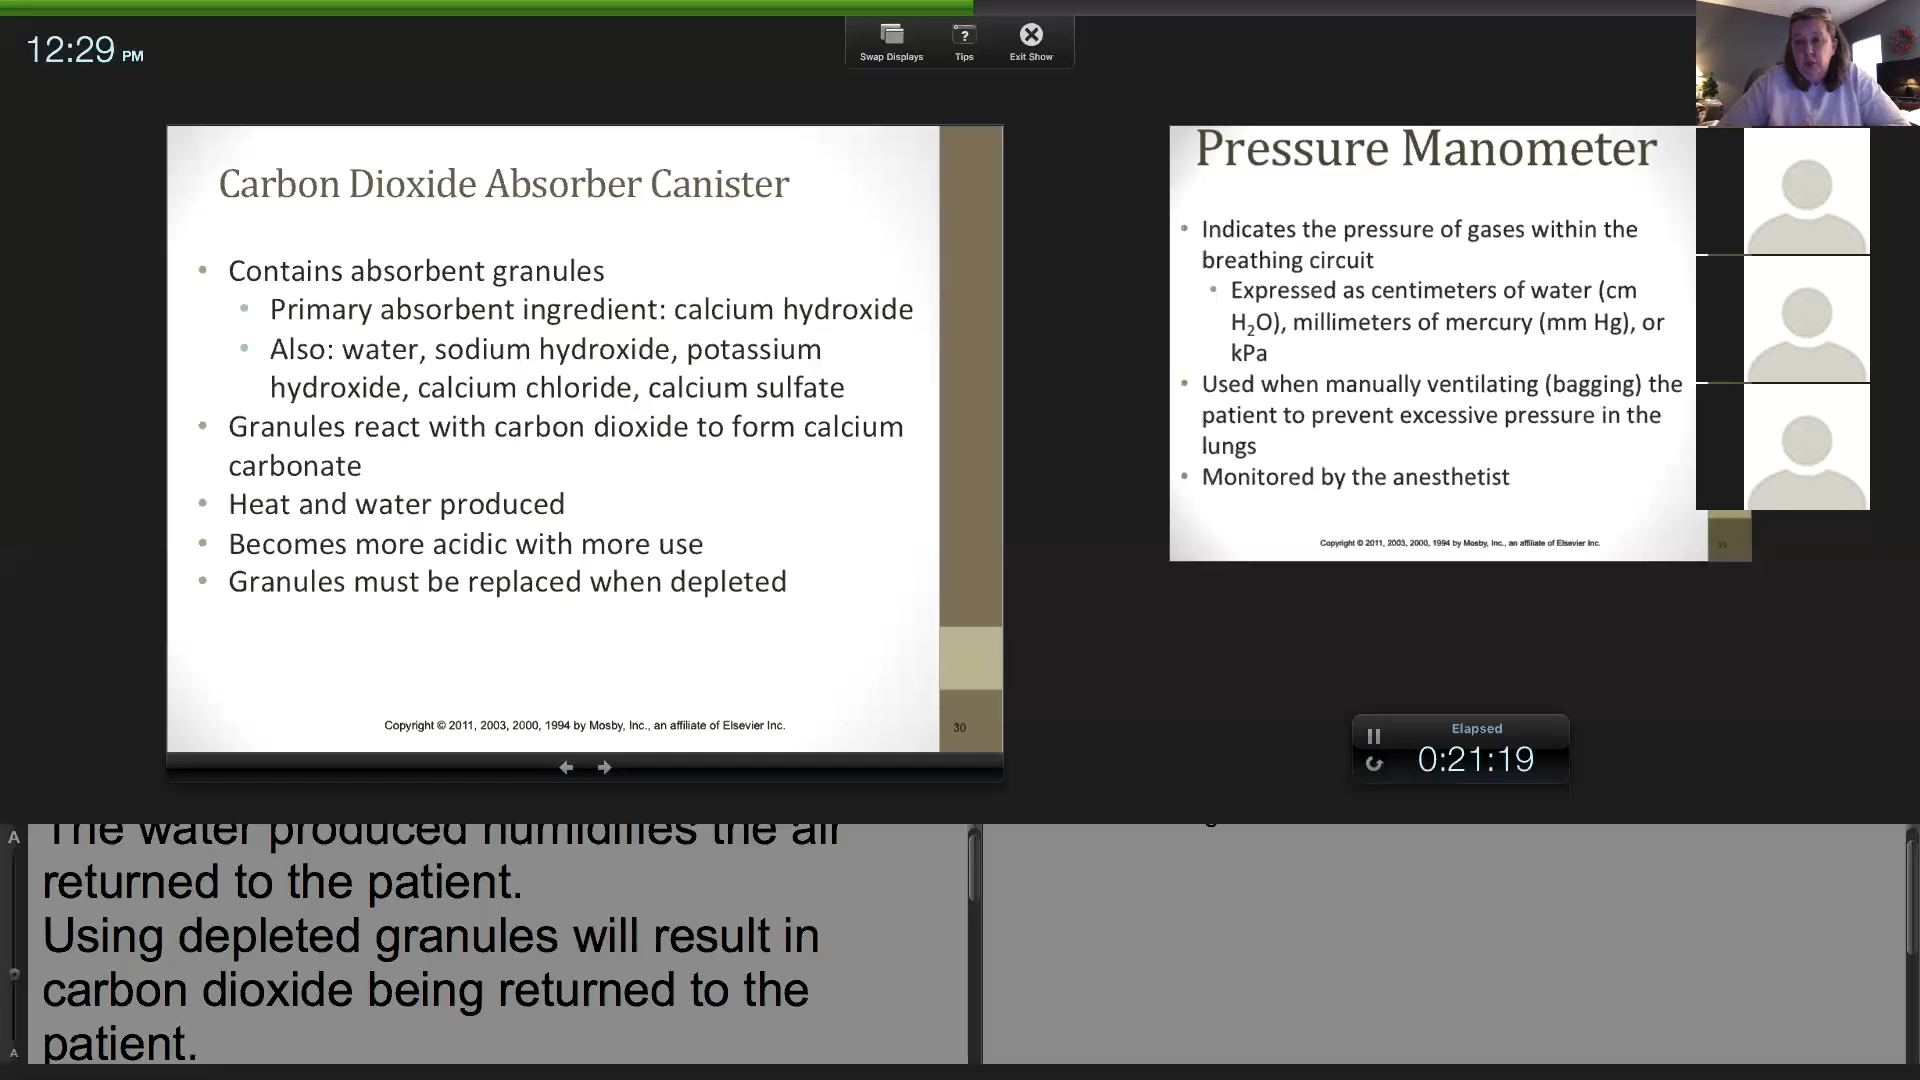 12:29 PM
Swap Displays
Tips
Exit Show
Carbon Dioxide Absorber Canister
• Contains absorbent granules
• Primary absorbent ingredient: calcium hydroxide
• Also: water, sodium hydroxide, potassium
hydroxide, calcium chloride, calcium sulfate
• Granules react with carbon dioxide to form calcium
carbonate
• Heat and water produced
• Becomes more acidic with more use
• Granules must be replaced when depleted
Copyright © 2011, 2003, 2000, 1994 by Mosby, Inc., an affiliate of Elsevier Inc.
30
Pressure Manometer
• Indicates the pressure of gases within the
breathing circuit
• Expressed as centimeters of water (cm
H₂O), millimeters of mercury (mm Hg), or
kPa
• Used when manually ventilating (bagging) the
patient to prevent excessive pressure in the
lungs
• Monitored by the anesthetist
Copyright © 2011, 2003, 2000, 1994 by Mosby, Inc., an affiliate of Elsevier Inc.
31
Elapsed
0:21:19
A
A
The water produced humidifies the air
returned to the patient.
Using depleted granules will result in
carbon dioxide being returned to the
patient.